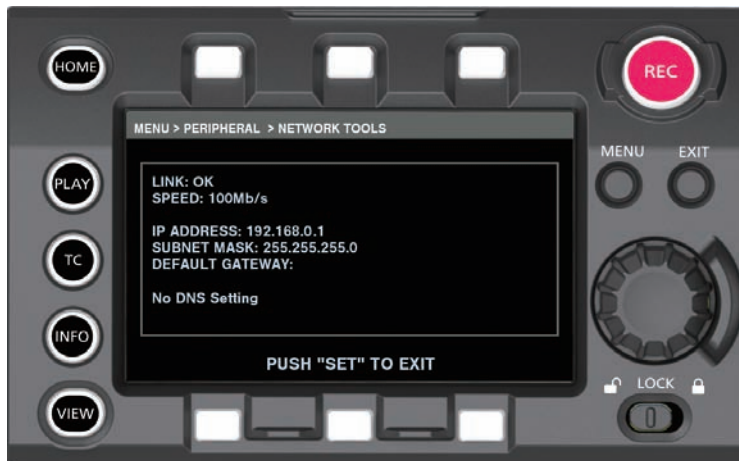 HOME
REC
MENU > PERIPHERAL > NETWORK TOOLS
MENU
EXIT
PLAY
LINK: OK
SPEED: 100Mb/s
IP ADDRESS: 192.168.0.1
SUBNET MASK: 255.255.255.0
DEFAULT GATEWAY:
No DNS Setting
TC
INFO
PUSH "SET" TO EXIT
LOCK
VIEW